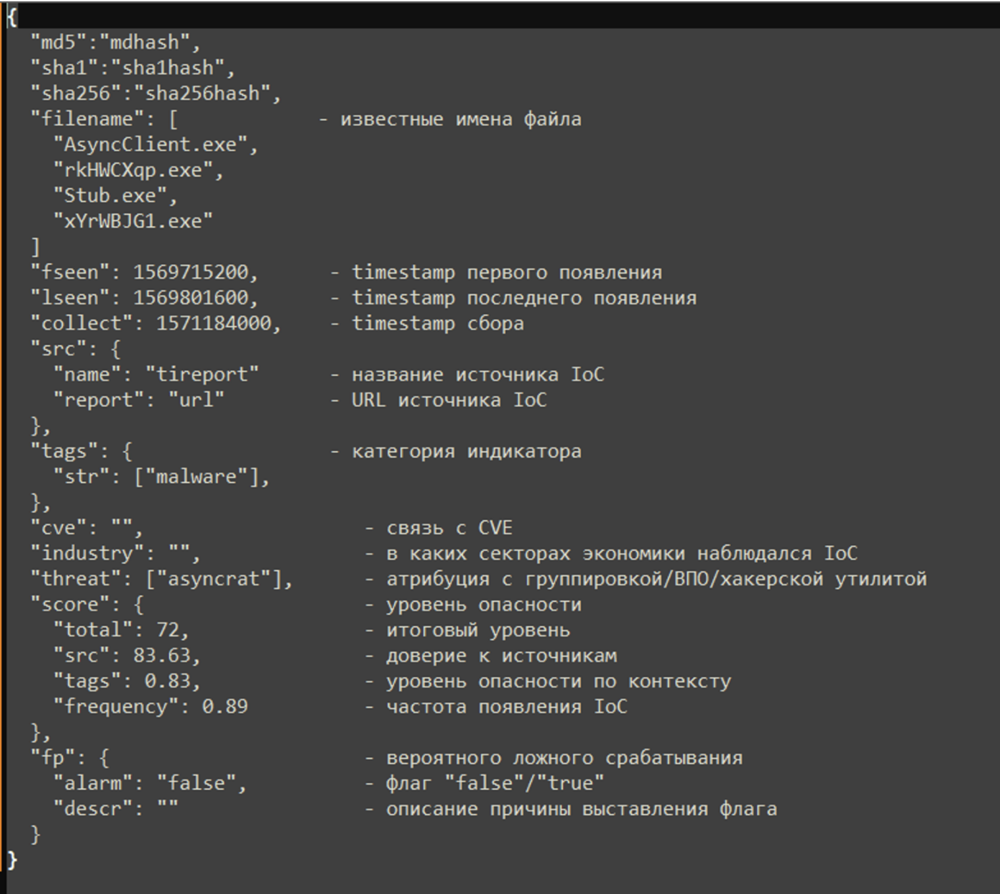 {
"md5":"mdhash",
"sha1":"sha1hash",
"sha256":"sha256hash",
"filename": [ - известные имена файла
"AsyncClient.exe",
"rkHWCXqp.exe",
"Stub.exe",
"xYrWBJG1.exe"
]
"fseen": 1569715200, - timestamp первого появления
"lseen": 1569801600, - timestamp последнего появления
"collect": 1571184000, - timestamp сбора
"src": {
"name": "tireport" - название источника IoC
"report": "url" - URL источника IoC
},
"tags": { - категория индикатора
"str": ["malware"],
},
"cve": "", - связь с CVE
"industry": "", - в каких секторах экономики наблюдался IoC
"threat": ["asyncrat"], - атрибуция с группировкой/ВПО/хакерской утилитой
"score": { - уровень опасности
"total": 72, - итоговый уровень
"src": 83.63, - доверие к источникам
"tags": 0.83, - уровень опасности по контексту
"frequency": 0.89 - частота появления IoC
},
"fp": { - вероятного ложного срабатывания
"alarm": "false", - флаг "false"/"true"
"descr": "" - описание причины выставления флага
}
}